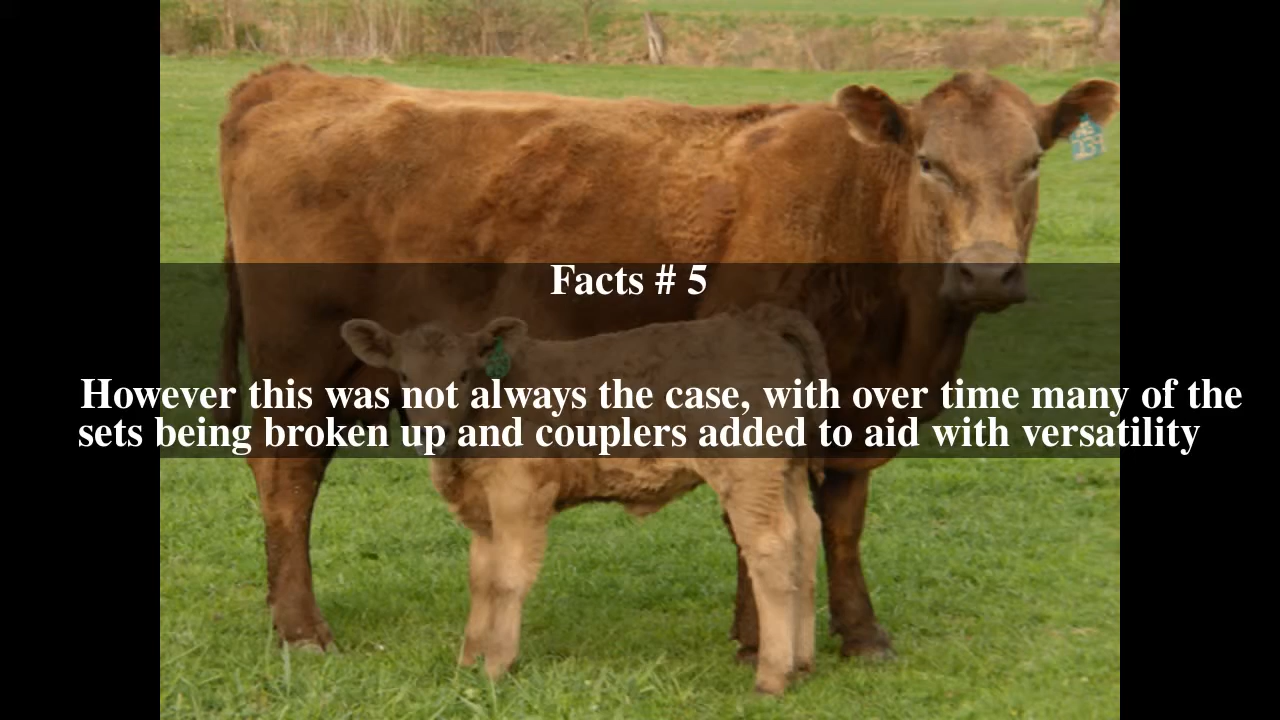 Facts # 5
However this was not always the case, with over time many of the
sets being broken up and couplers added to aid with versatility